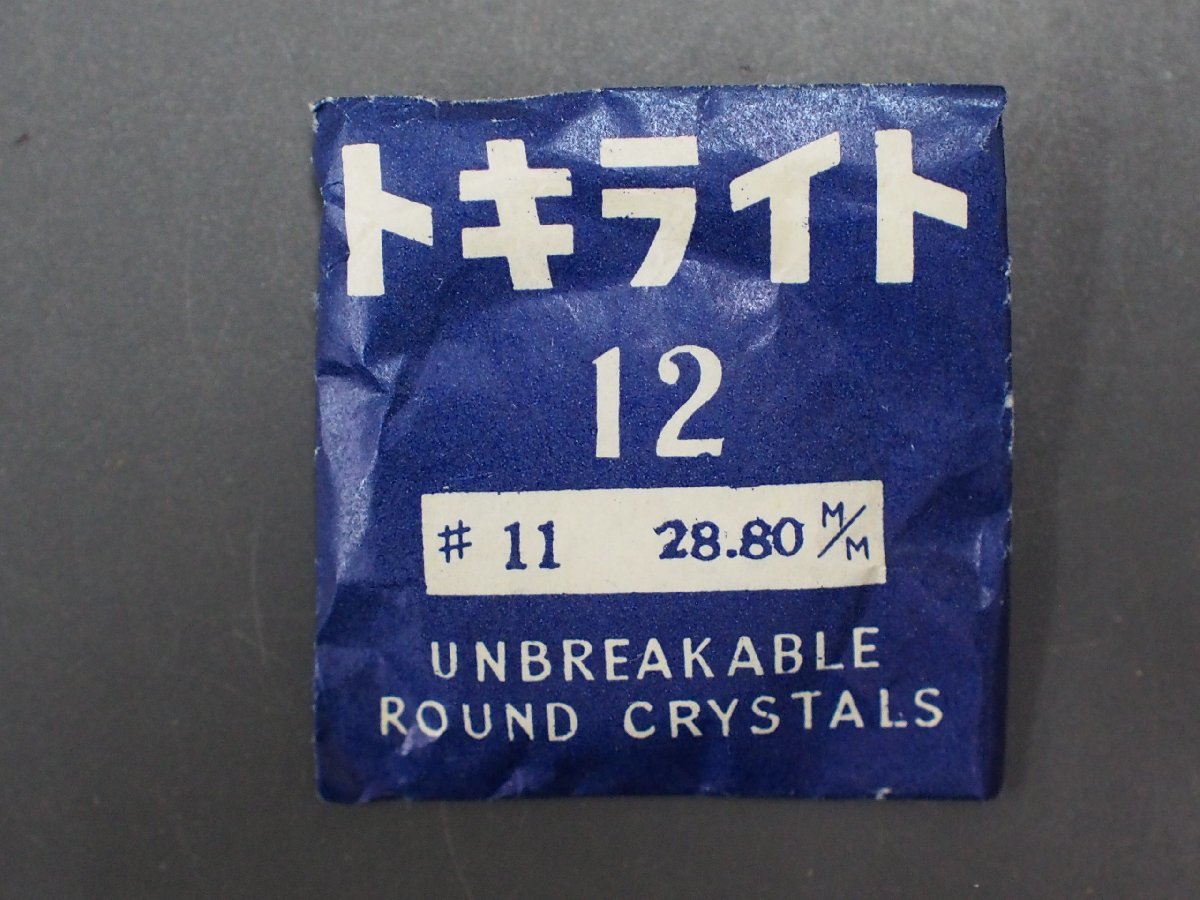 トキライト
12
# 11 28.80 M/M
UNBREAKABLE
ROUND CRYSTALS